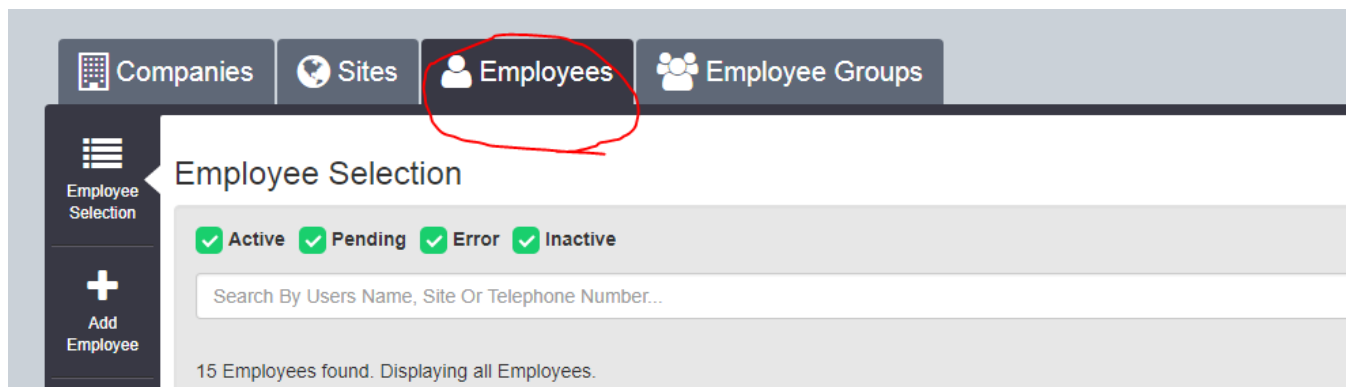 Companies Sites Employees Employee Groups
Employee
Selection
Employee Selection
Active Pending Error Inactive
Search By Users Name, Site Or Telephone Number...
Add
Employee
15 Employees found. Displaying all Employees.